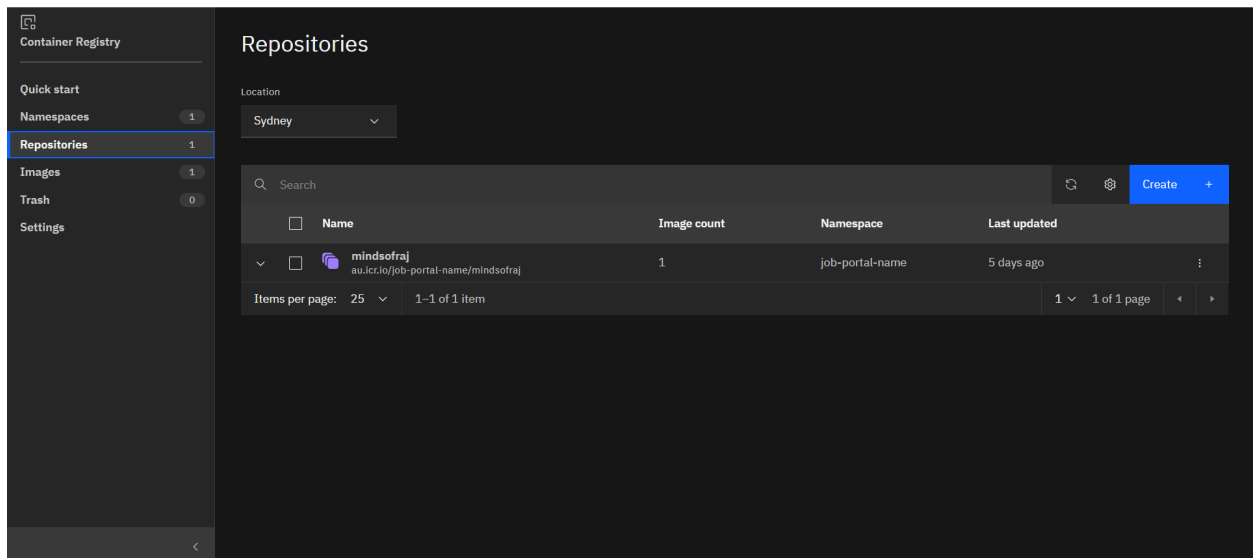 Container Registry
Quick start
Namespaces 1
Repositories 1
Images 1
Trash 0
Settings
Repositories
Location
Sydney
Search
Create +
Name Image count Namespace Last updated
mindsofraj
au.icr.io/job-portal-name/mindsofraj
1 job-portal-name 5 days ago
Items per page: 25 1–1 of 1 item 1 1 of 1 page